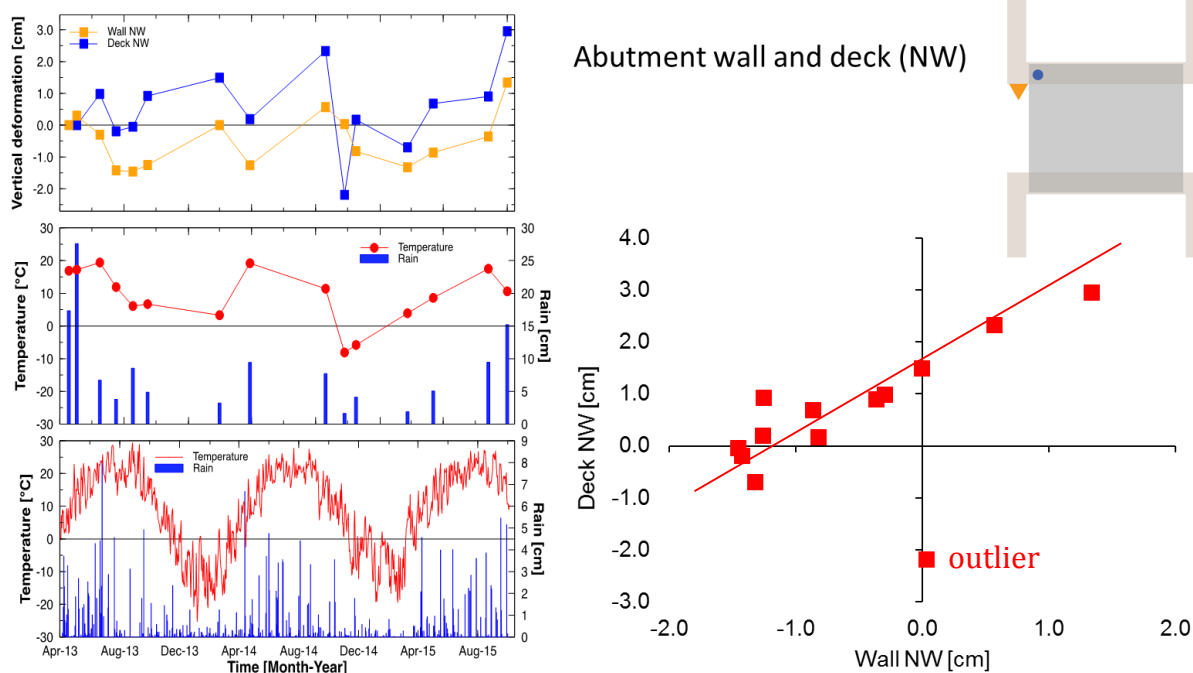 Abutment wall and deck (NW)
Vertical deformation [cm]
3.0
2.0
1.0
0.0
-1.0
-2.0
Wall NW
Deck NW
Temperature [°C]
30
20
10
0
-10
-20
-30
Temperature
Rain
30
25
20
15
10
5
0
Rain [cm]
Temperature [°C]
30
20
10
0
-10
-20
-30
Temperature
Rain
9
8
7
6
5
4
3
2
1
0
Rain [cm]
Apr-13 Aug-13 Dec-13 Apr-14 Aug-14 Dec-14 Apr-15 Aug-15
Time [Month-Year]
Deck NW [cm]
4.0
3.0
2.0
1.0
0.0
-1.0
-2.0
-3.0
outlier
-2.0 -1.0 0.0 1.0 2.0
Wall NW [cm]